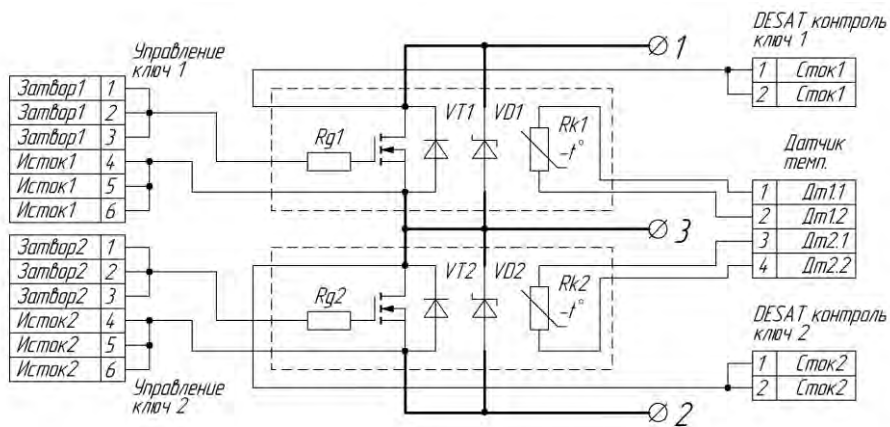 Управление
ключ 1
Затвор1 1
Затвор1 2
Затвор1 3
Исток1 4
Исток1 5
Исток1 6
Rg1
VT1
VD1
Rk1
-t°
1
DESAT контроль
ключ 1
1 Сток1
2 Сток1
Датчик
темп.
1 Дт1.1
2 Дт1.2
3 Дт2.1
4 Дт2.2
3
Затвор2 1
Затвор2 2
Затвор2 3
Исток2 4
Исток2 5
Исток2 6
Управление
ключ 2
Rg2
VT2
VD2
Rk2
-t°
2
DESAT контроль
ключ 2
1 Сток2
2 Сток2